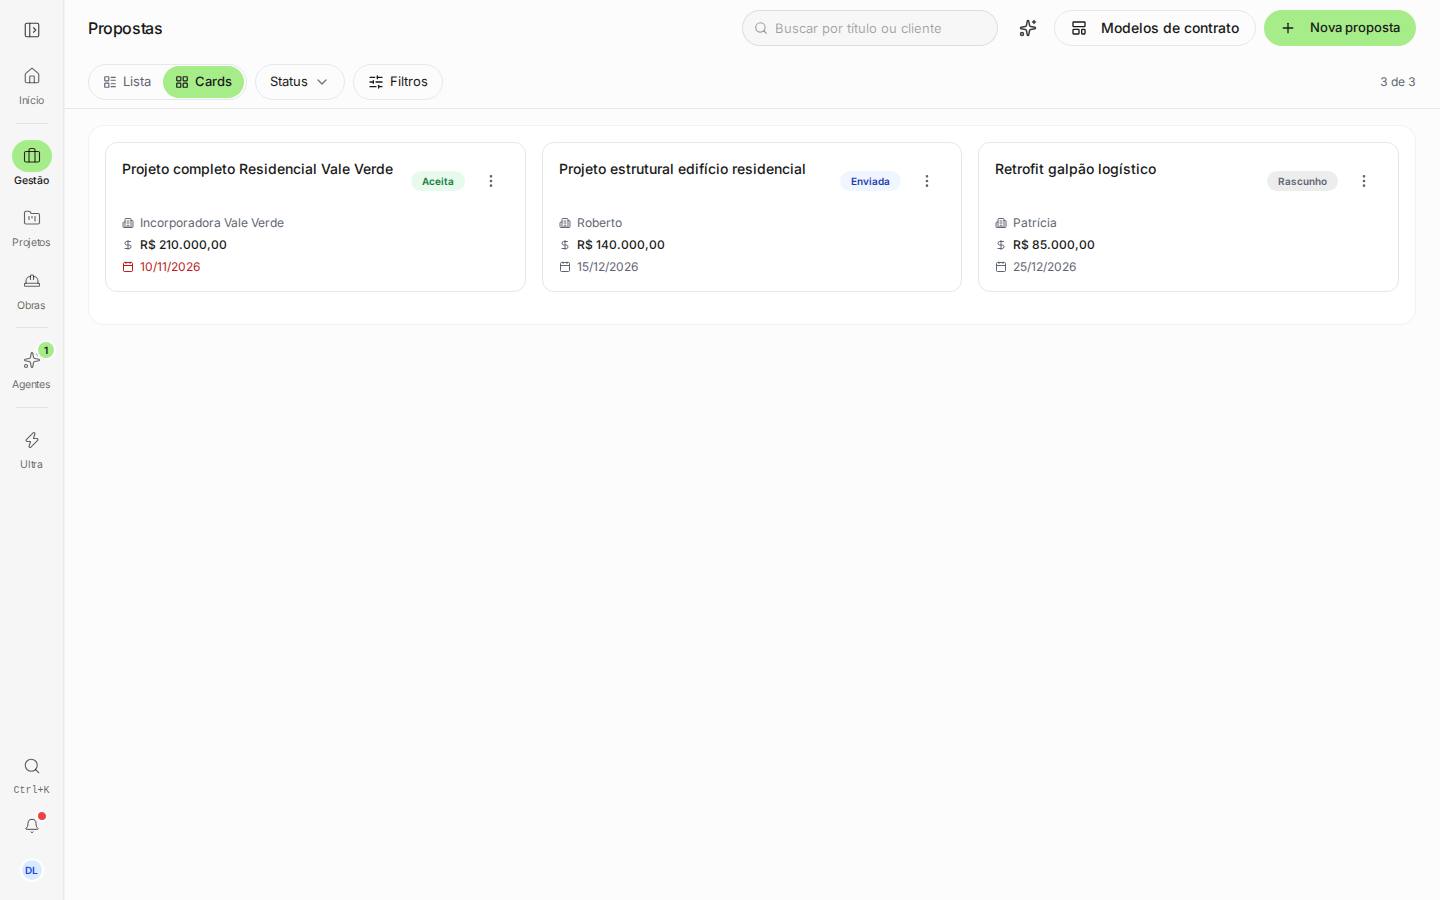 Propostas
Buscar por título ou cliente
Modelos de contrato
Nova proposta
Lista
Cards
Status
Filtros
3 de 3
Início
Gestão
Projetos
Obras
1
Agentes
Ultra
Ctrl+K
DL
Projeto completo Residencial Vale Verde
Aceita
Incorporadora Vale Verde
R$ 210.000,00
10/11/2026
Projeto estrutural edifício residencial
Enviada
Roberto
R$ 140.000,00
15/12/2026
Retrofit galpão logístico
Rascunho
Patrícia
R$ 85.000,00
25/12/2026